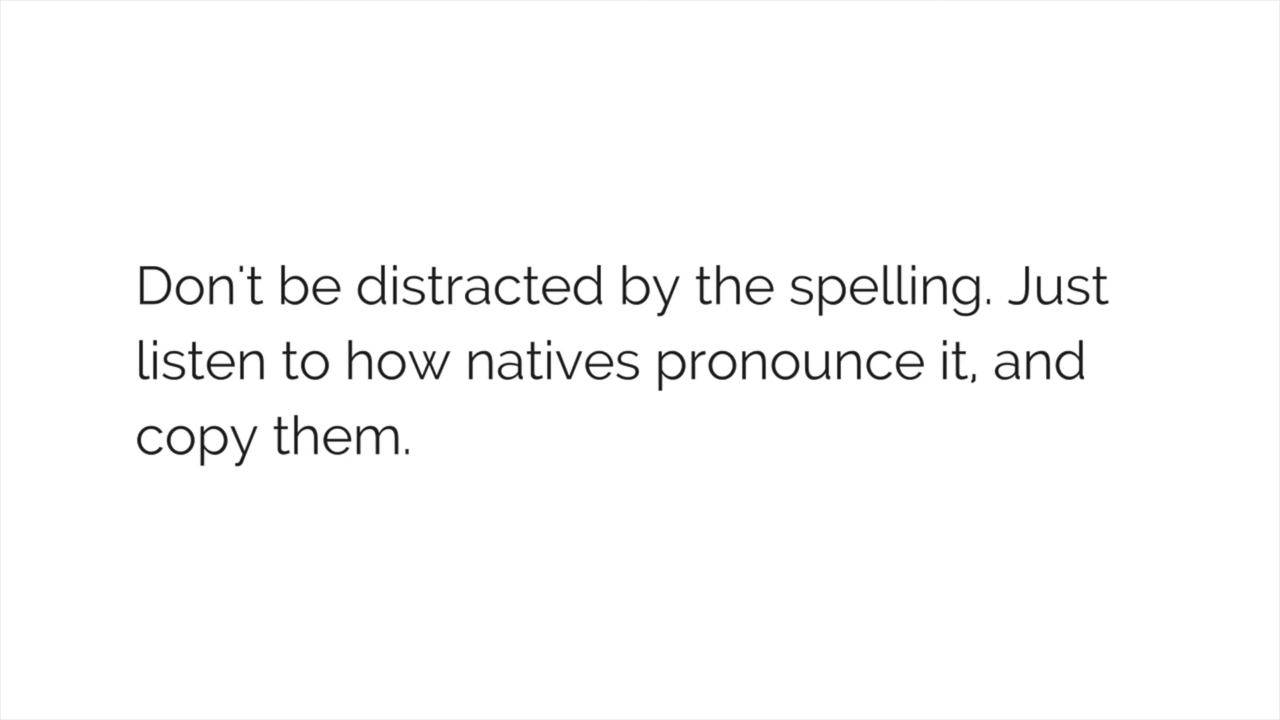 Don't be distracted by the spelling. Just
listen to how natives pronounce it, and
copy them.